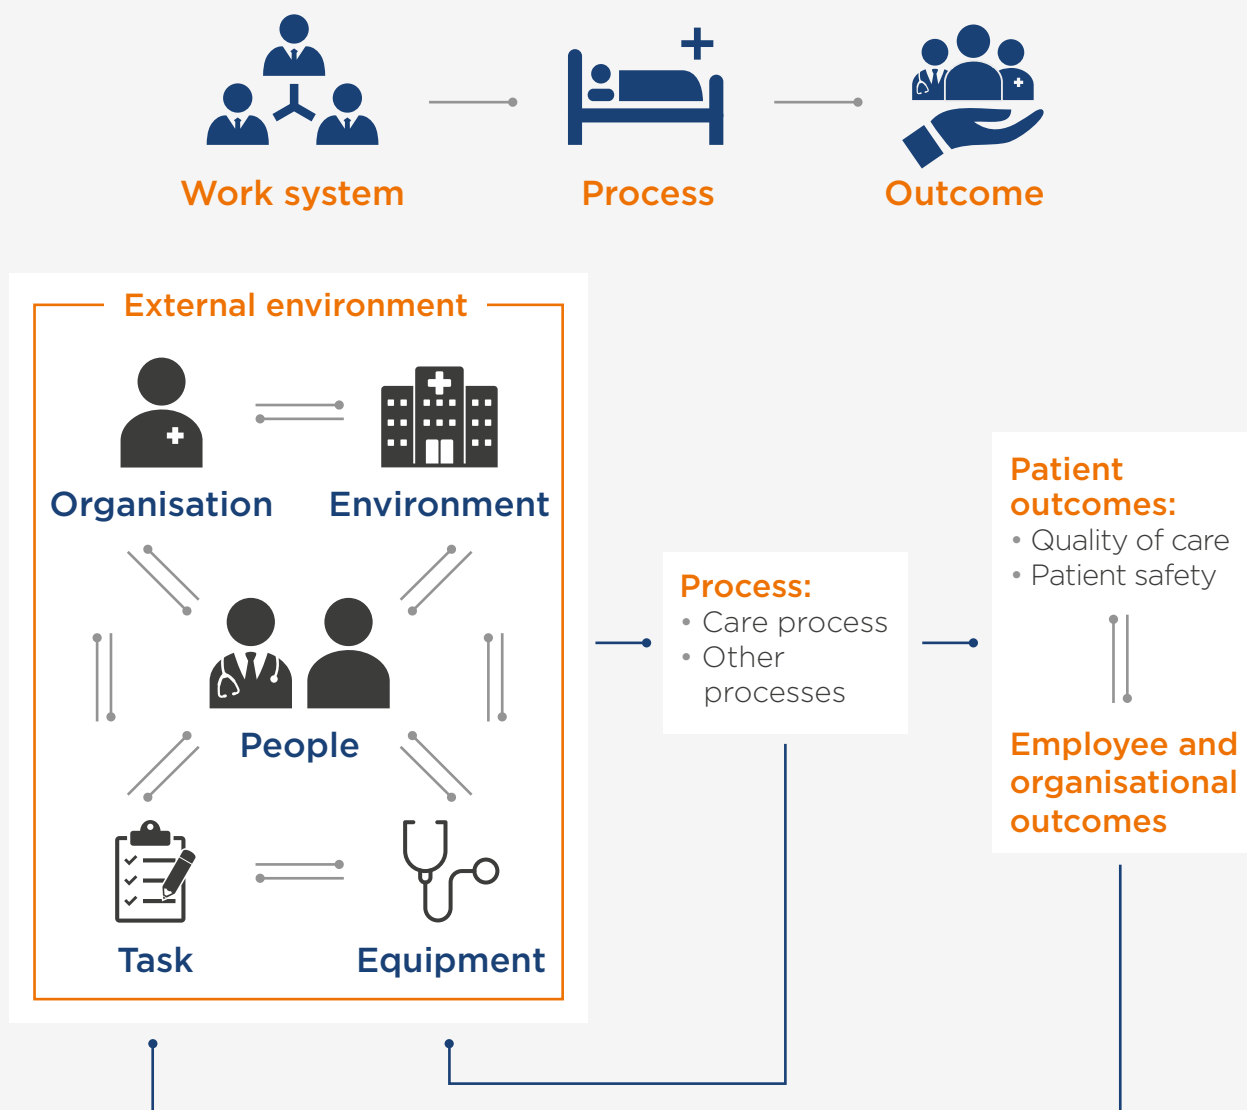 Work system
Process
Outcome
External environment
Organisation
Environment
People
Task
Equipment
Process:
• Care process
• Other
processes
Patient
outcomes:
• Quality of care
• Patient safety
Employee and
organisational
outcomes